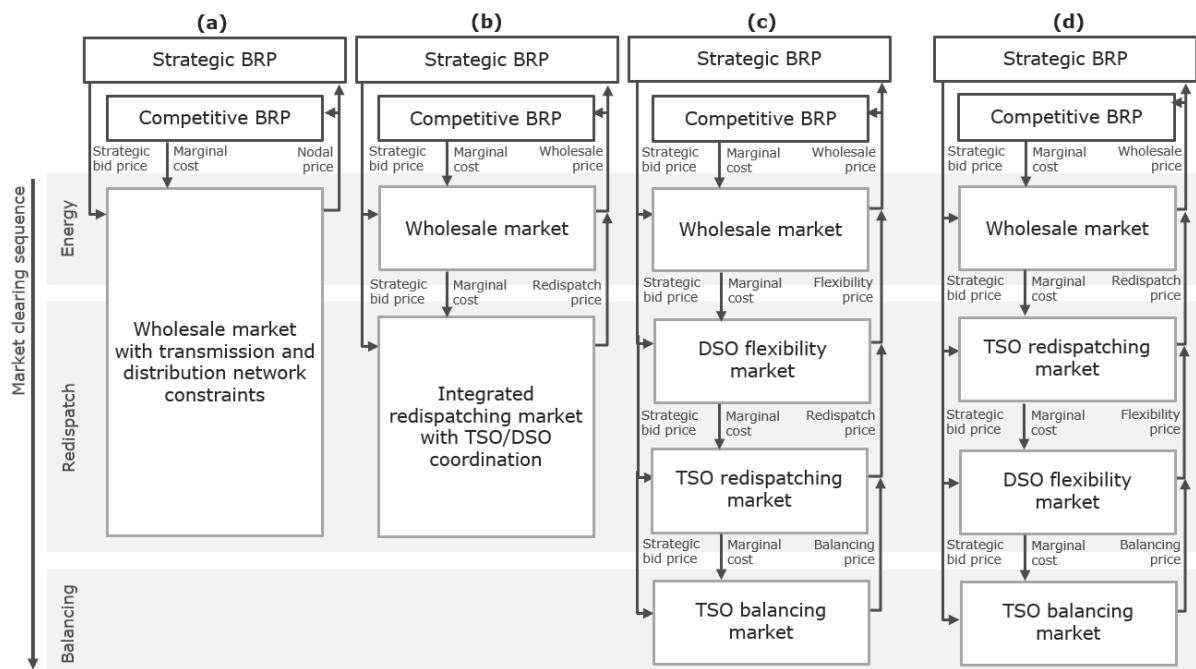 (a)
(b)
(c)
(d)
Strategic BRP
Strategic BRP
Strategic BRP
Strategic BRP
Competitive BRP
Competitive BRP
Competitive BRP
Competitive BRP
Strategic
bid price
Marginal
cost
Nodal
price
Strategic
bid price
Marginal
cost
Wholesale
price
Strategic
bid price
Marginal
cost
Wholesale
price
Strategic
bid price
Marginal
cost
Wholesale
price
Market clearing sequence
Energy
Wholesale market
Wholesale market
Wholesale market
Strategic
bid price
Marginal
cost
Redispatch
price
Strategic
bid price
Marginal
cost
Flexibility
price
Strategic
bid price
Marginal
cost
Redispatch
price
Redispatch
Wholesale market
with transmission and
distribution network
constraints
Integrated
redispatching market
with TSO/DSO
coordination
DSO flexibility
market
TSO redispatching
market
Strategic
bid price
Marginal
cost
Redispatch
price
Strategic
bid price
Marginal
cost
Flexibility
price
TSO redispatching
market
DSO flexibility
market
Strategic
bid price
Marginal
cost
Balancing
price
Strategic
bid price
Marginal
cost
Balancing
price
Balancing
TSO balancing
market
TSO balancing
market